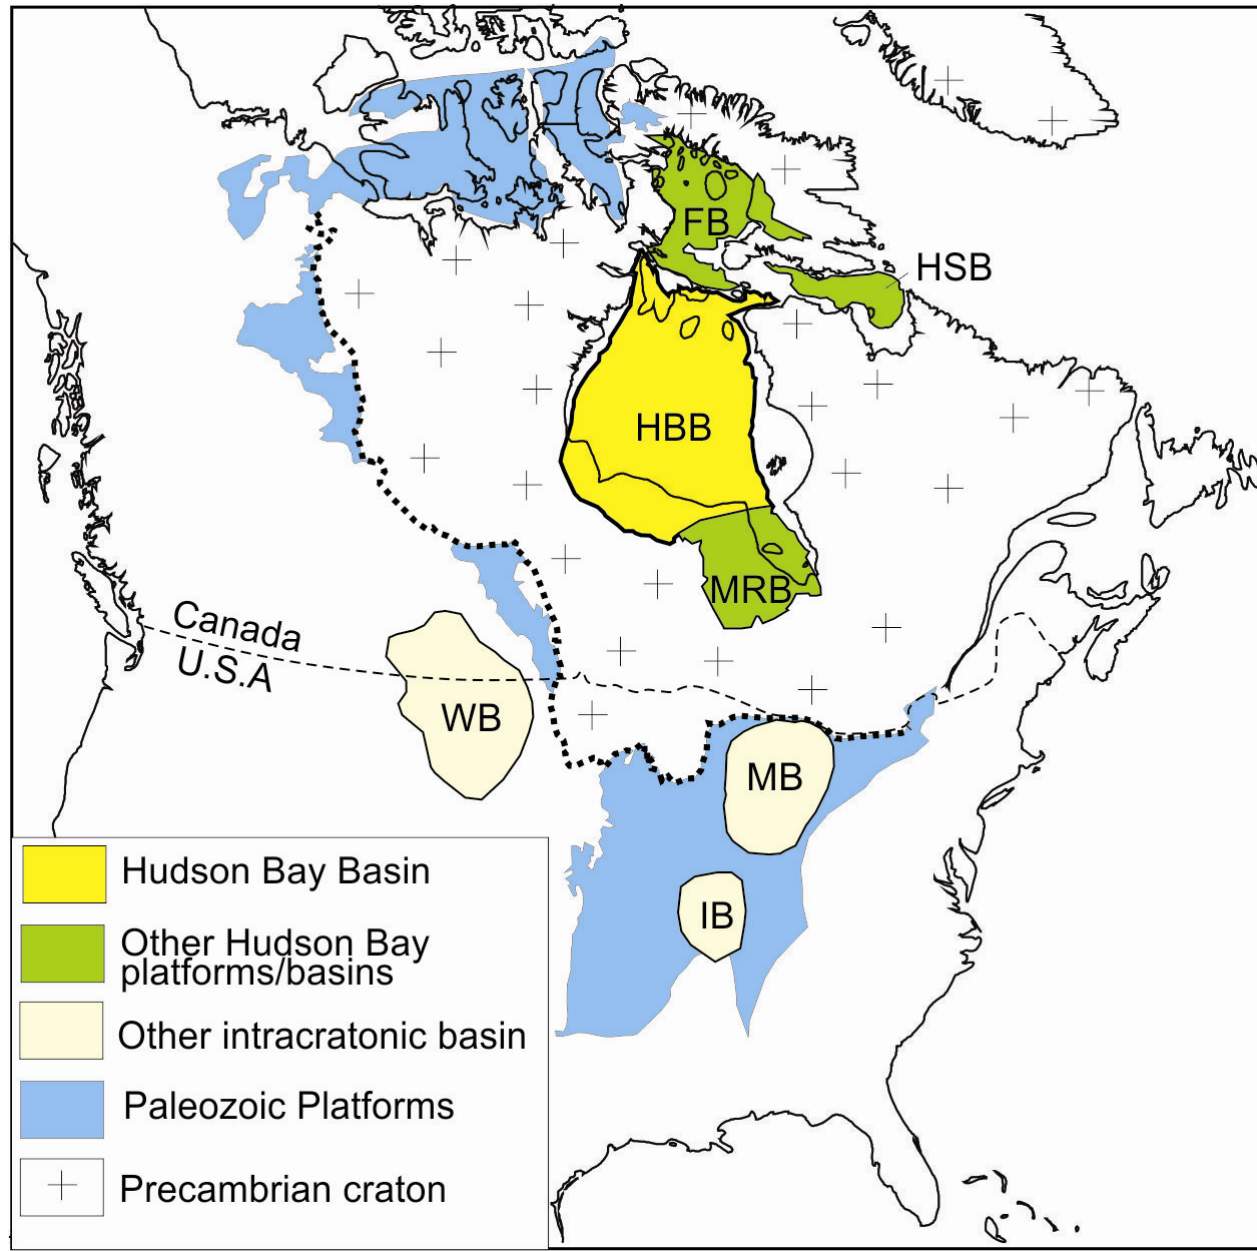 FB
HSB
HBB
MRB
Canada
U.S.A
WB
MB
IB
Hudson Bay Basin
Other Hudson Bay
platforms/basins
Other intracratonic basin
Paleozoic Platforms
Precambrian craton